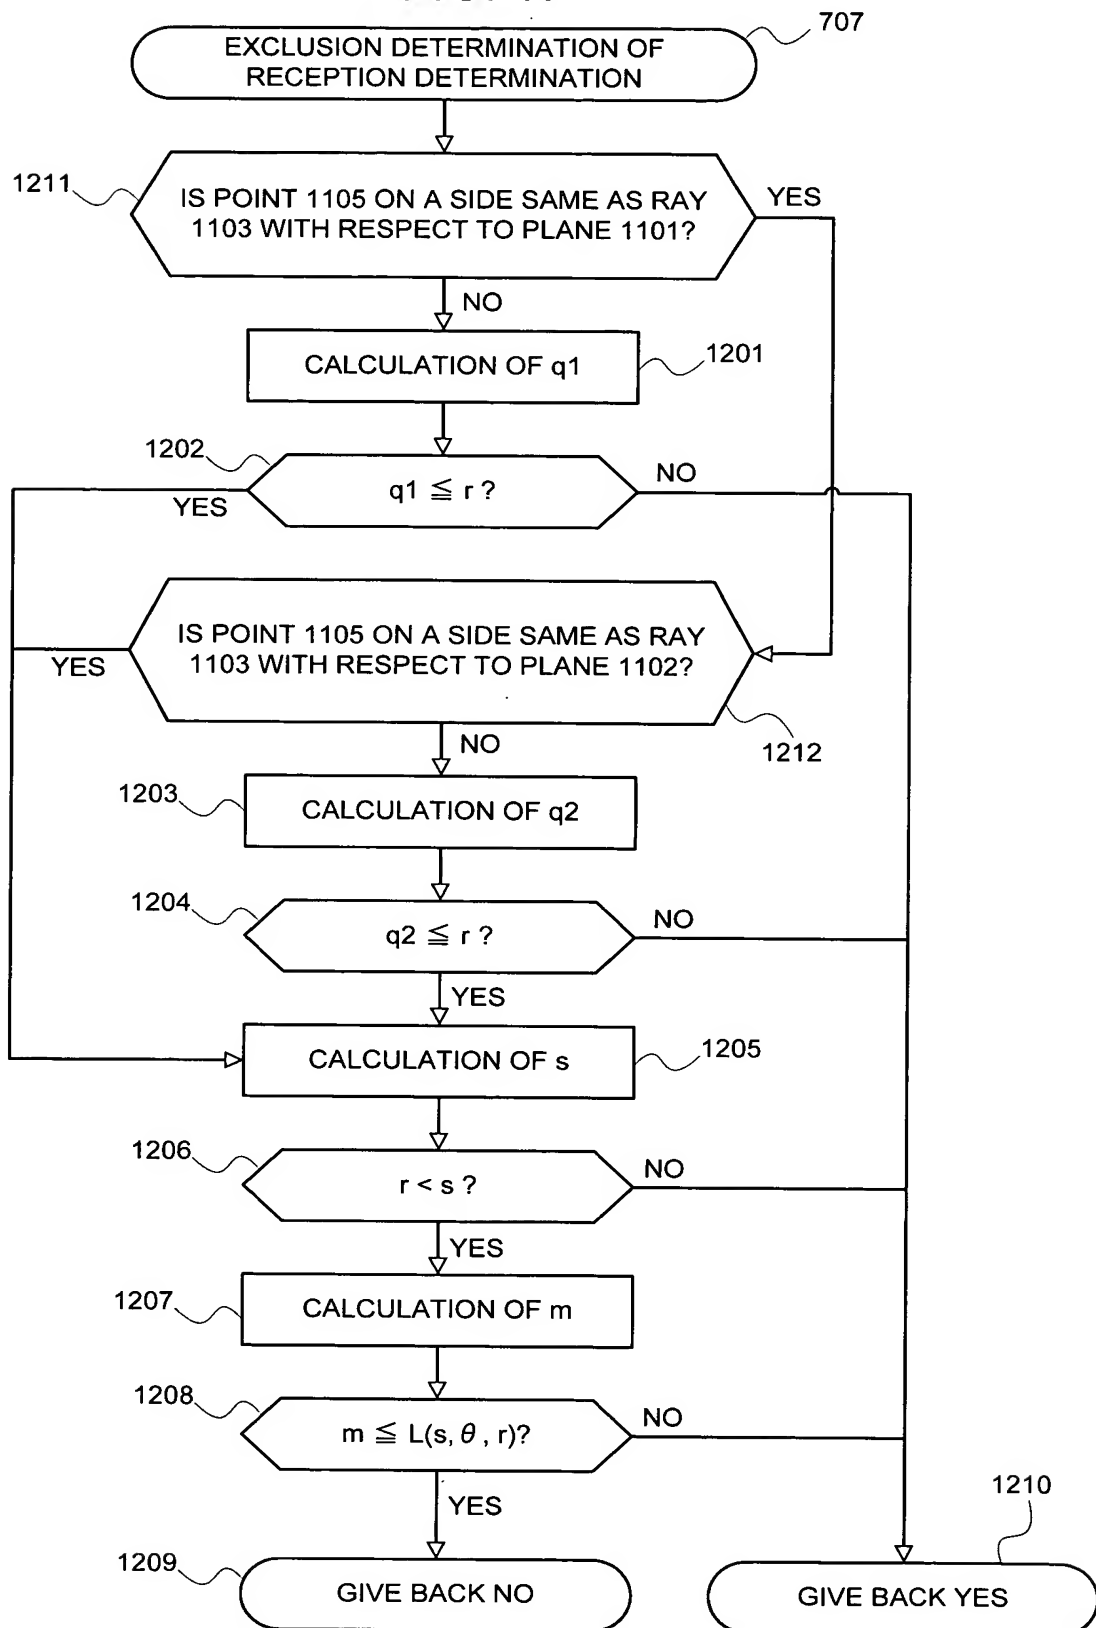 707
EXCLUSION DETERMINATION OF
RECEPTION DETERMINATION
1211
IS POINT 1105 ON A SIDE SAME AS RAY
1103 WITH RESPECT TO PLANE 1101?
YES
NO
CALCULATION OF q1
1201
1202
q1 ≦ r ?
YES
NO
IS POINT 1105 ON A SIDE SAME AS RAY
1103 WITH RESPECT TO PLANE 1102?
YES
1212
NO
1203
CALCULATION OF q2
1204
q2 ≦ r ?
NO
YES
CALCULATION OF s
1205
1206
r < s ?
NO
YES
1207
CALCULATION OF m
1208
m ≦ L(s, θ, r)?
NO
YES
1210
1209
GIVE BACK NO
GIVE BACK YES